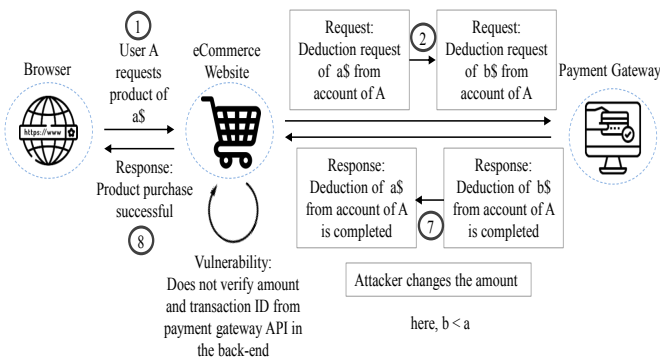 1
User A
requests
product of
a$
Browser
https://www
Response:
Product purchase
successful
8
eCommerce
Website
Vulnerability:
Does not verify amount
and transaction ID from
payment gateway API in
the back-end
Request:
Deduction request
of a$ from
account of A
2
Request:
Deduction request
of b$ from
account of A
Payment Gateway
Response:
Deduction of a$
from account of A
is completed
7
Response:
Deduction of b$
from account of A
is completed
Attacker changes the amount
here, b < a